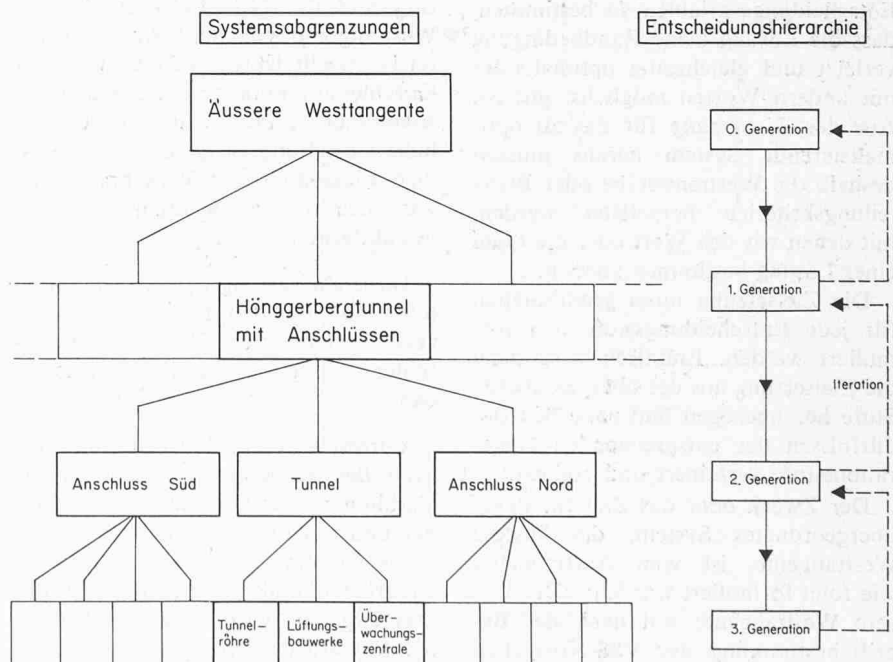 Systemsabgrenzungen
Entscheidungshierarchie
Äussere Westtangente
0. Generation
Hönggerbergtunnel
mit Anschlüssen
1. Generation
Iteration
Anschluss Süd
Tunnel
Anschluss Nord
2. Generation
Tunnel–
röhre
Lüftungs–
bauwerke
Über–
wachungs–
zentrale
3. Generation